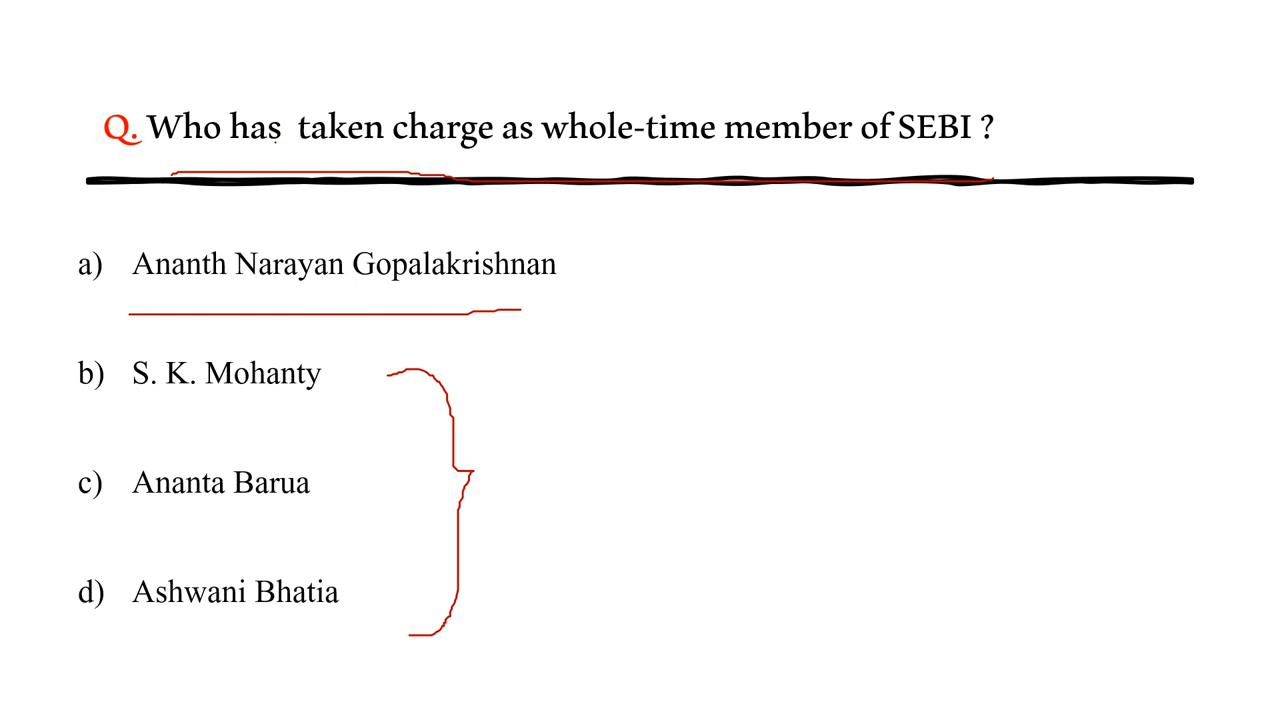 Q. Who has taken charge as whole-time member of SEBI ?
a) Ananth Narayan Gopalakrishnan
b) S. K. Mohanty
c) Ananta Barua
d) Ashwani Bhatia